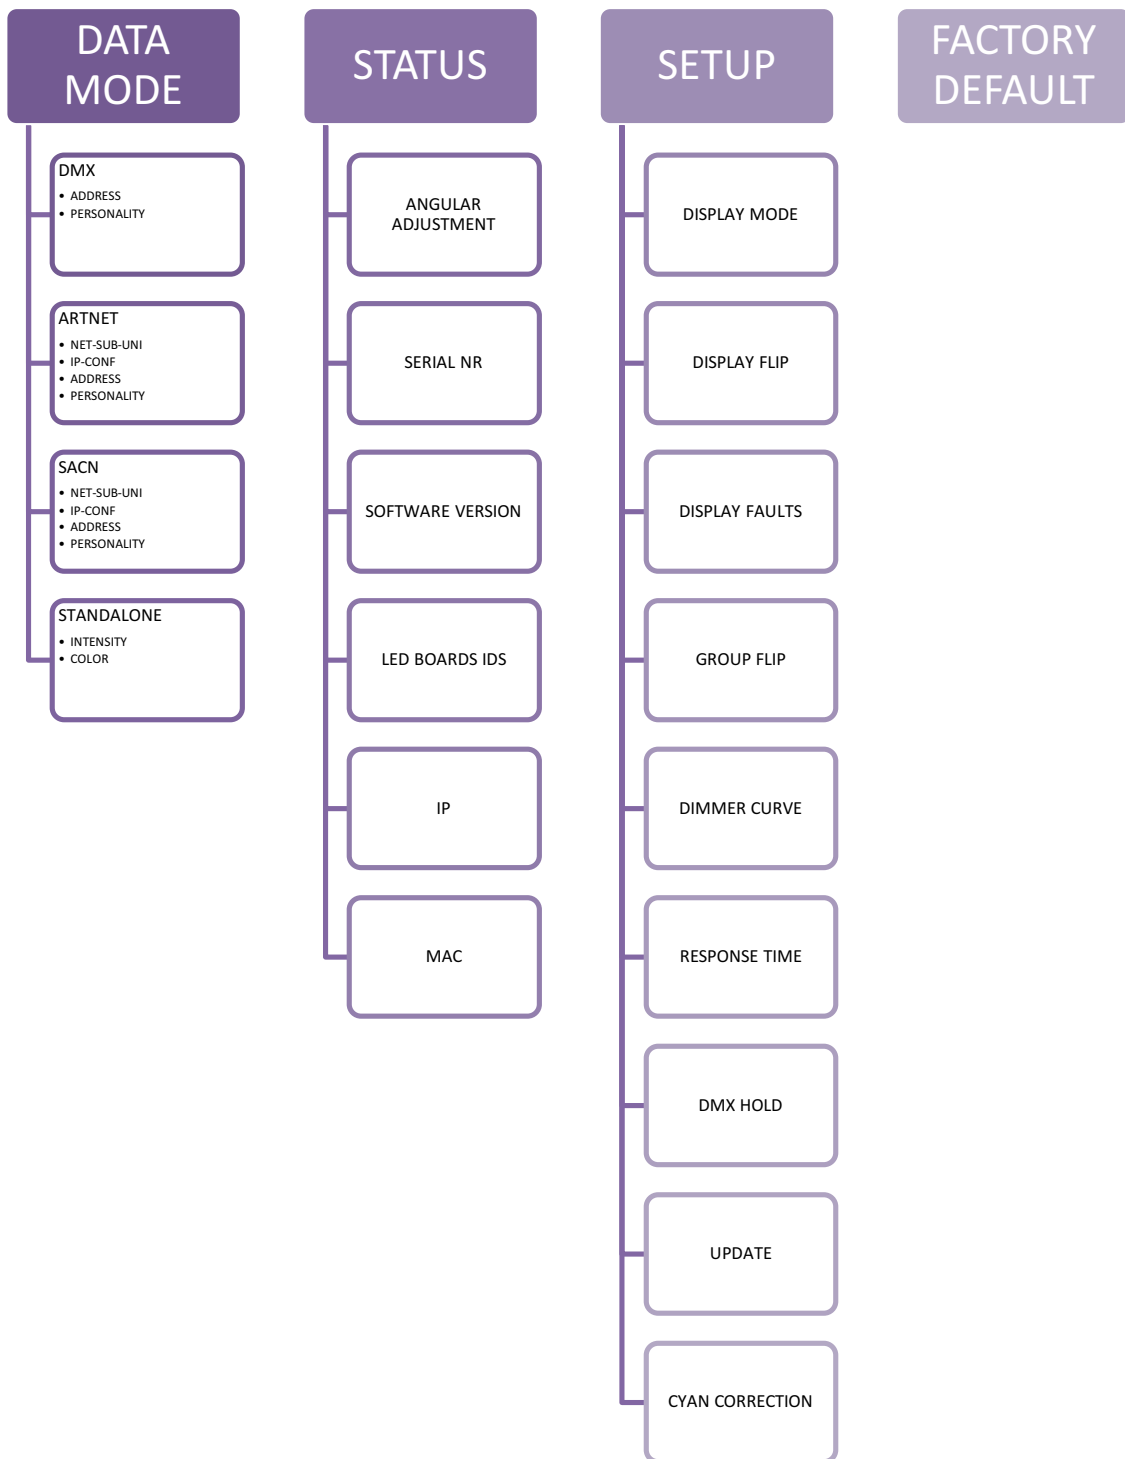 DATA
MODE
DMX
• ADDRESS
• PERSONALITY
ARTNET
• NET-SUB-UNI
• IP-CONF
• ADDRESS
• PERSONALITY
SACN
• NET-SUB-UNI
• IP-CONF
• ADDRESS
• PERSONALITY
STANDALONE
• INTENSITY
• COLOR
STATUS
ANGULAR
ADJUSTMENT
SERIAL NR
SOFTWARE VERSION
LED BOARDS IDS
IP
MAC
SETUP
DISPLAY MODE
DISPLAY FLIP
DISPLAY FAULTS
GROUP FLIP
DIMMER CURVE
RESPONSE TIME
DMX HOLD
UPDATE
CYAN CORRECTION
FACTORY
DEFAULT